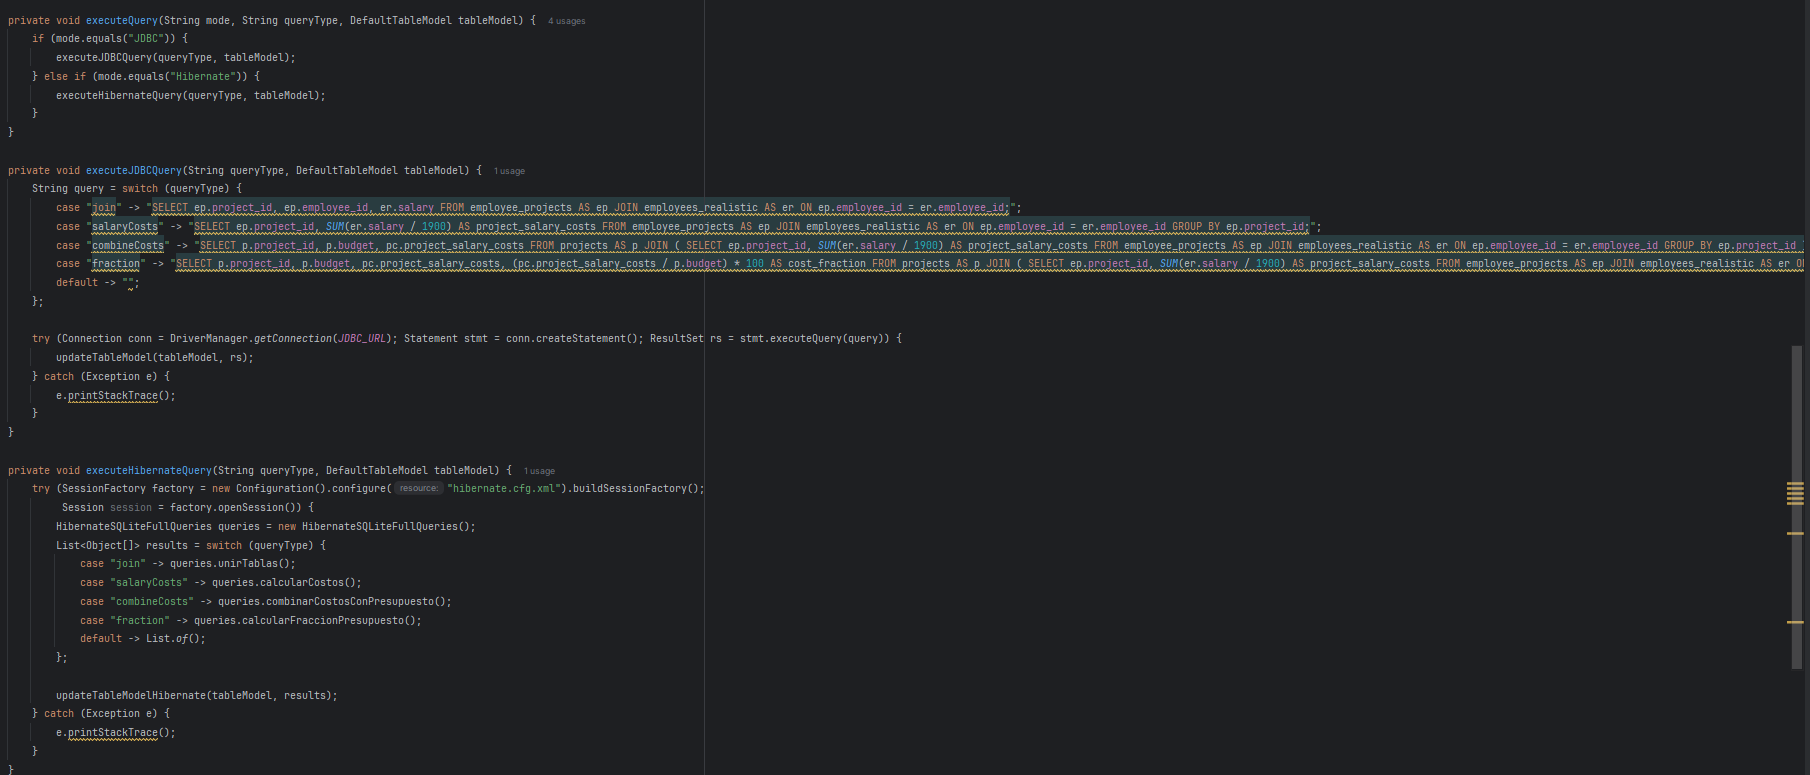 private void executeQuery(String mode, String queryType, DefaultTableModel tableModel) { 4 usages
if (mode.equals("JDBC")) {
executeJDBCQuery(queryType, tableModel);
} else if (mode.equals("Hibernate")) {
executeHibernateQuery(queryType, tableModel);
}
}
private void executeJDBCQuery(String queryType, DefaultTableModel tableModel) { 1 usage
String query = switch (queryType) {
case "join" -> "SELECT ep.project_id, ep.employee_id, er.salary FROM employee_projects AS ep JOIN employees_realistic AS er ON ep.employee_id = er.employee_id;";
case "salaryCosts" -> "SELECT ep.project_id, SUM(er.salary / 1900) AS project_salary_costs FROM employee_projects AS ep JOIN employees_realistic AS er ON ep.employee_id = er.employee_id GROUP BY ep.project_id;";
case "combineCosts" -> "SELECT p.project_id, p.budget, pc.project_salary_costs FROM projects AS p JOIN ( SELECT ep.project_id, SUM(er.salary / 1900) AS project_salary_costs FROM employee_projects AS ep JOIN employees_realistic AS er ON ep.employee_id = er.employee_id GROUP BY ep.project_id
case "fraction" -> "SELECT p.project_id, p.budget, pc.project_salary_costs, (pc.project_salary_costs / p.budget) * 100 AS cost_fraction FROM projects AS p JOIN ( SELECT ep.project_id, SUM(er.salary / 1900) AS project_salary_costs FROM employee_projects AS ep JOIN employees_realistic AS er
default -> "";
};
try (Connection conn = DriverManager.getConnection(JDBC_URL); Statement stmt = conn.createStatement(); ResultSet rs = stmt.executeQuery(query)) {
updateTableModel(tableModel, rs);
} catch (Exception e) {
e.printStackTrace();
}
}
private void executeHibernateQuery(String queryType, DefaultTableModel tableModel) { 1 usage
try (SessionFactory factory = new Configuration().configure( resource: "hibernate.cfg.xml").buildSessionFactory();
Session session = factory.openSession()) {
HibernateSQLiteFullQueries queries = new HibernateSQLiteFullQueries();
List<Object[]> results = switch (queryType) {
case "join" -> queries.unirTablas();
case "salaryCosts" -> queries.calcularCostos();
case "combineCosts" -> queries.combinarCostosConPresupuesto();
case "fraction" -> queries.calcularFraccionPresupuesto();
default -> List.of();
};
updateTableModelHibernate(tableModel, results);
} catch (Exception e) {
e.printStackTrace();
}
}